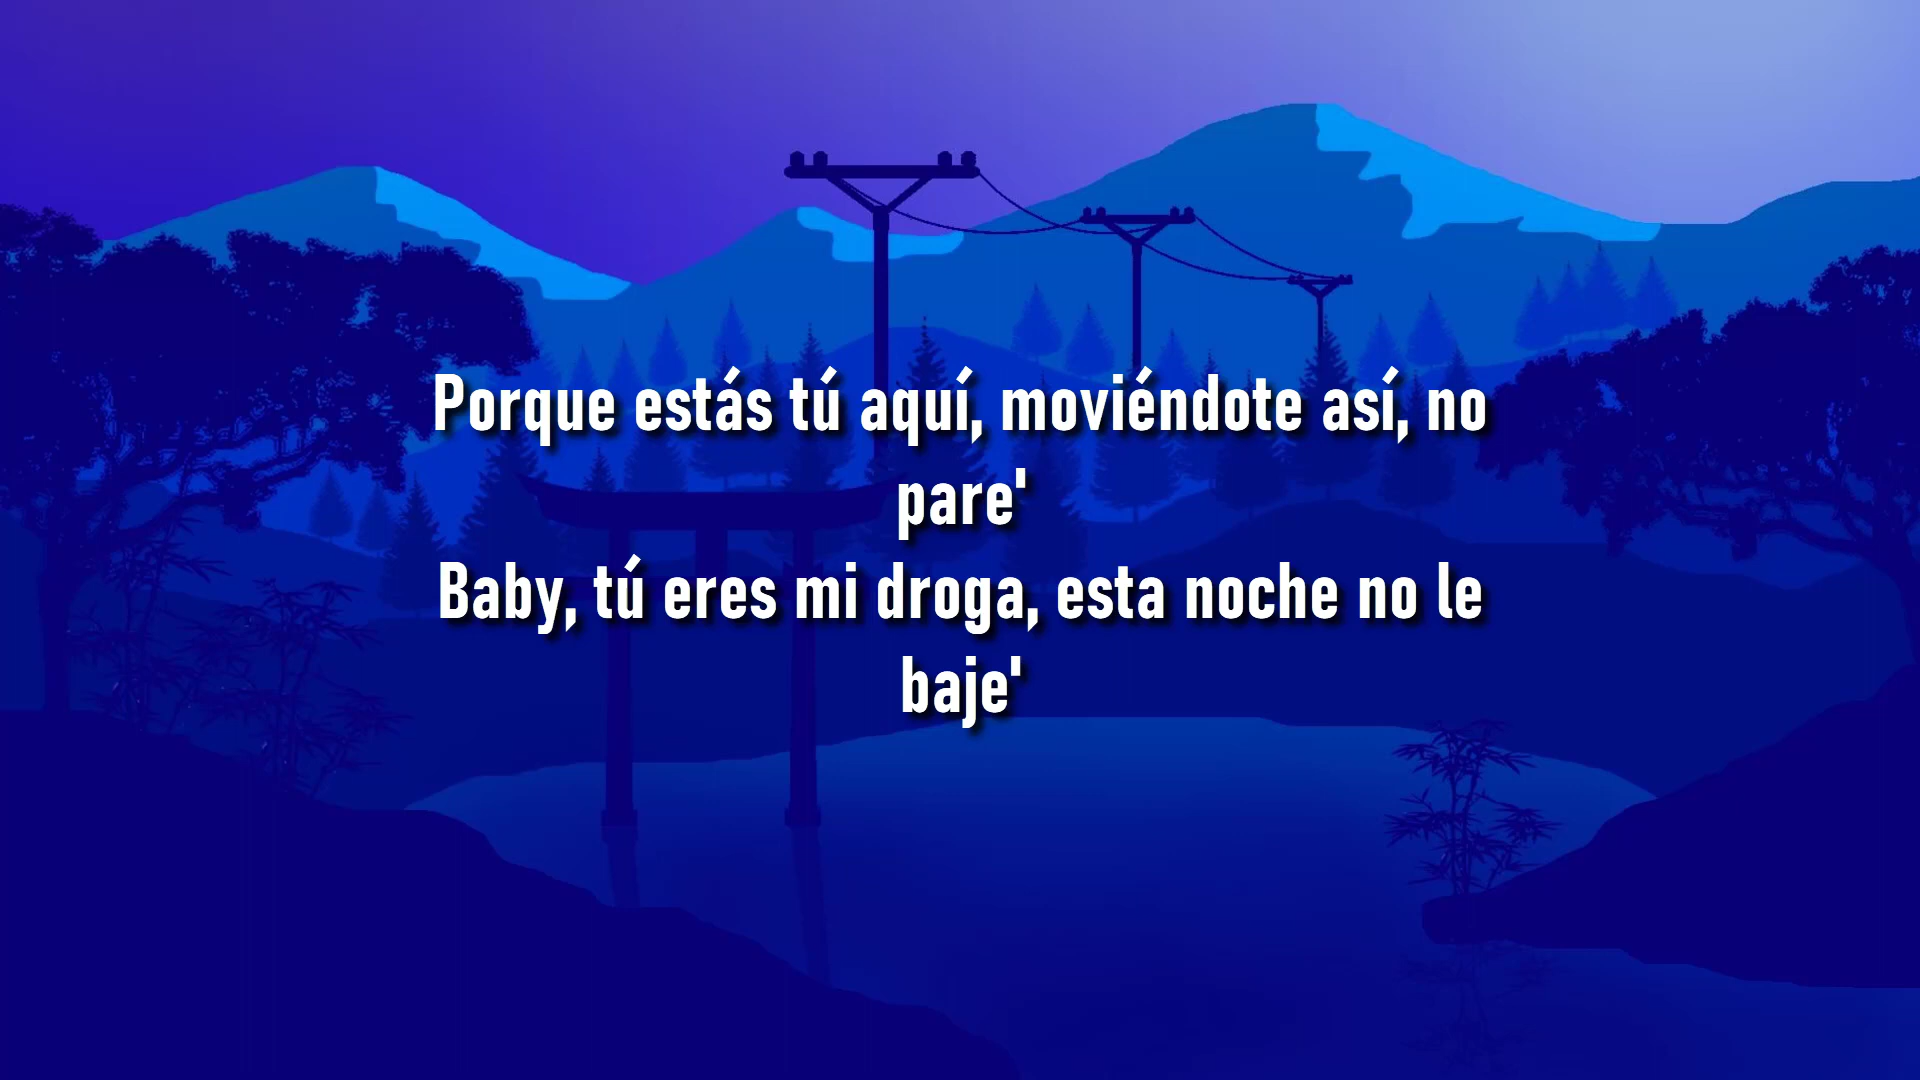 Porque estás tú aquí, moviéndote así, no
pare'
Baby, tú eres mi droga, esta noche no le
baje'